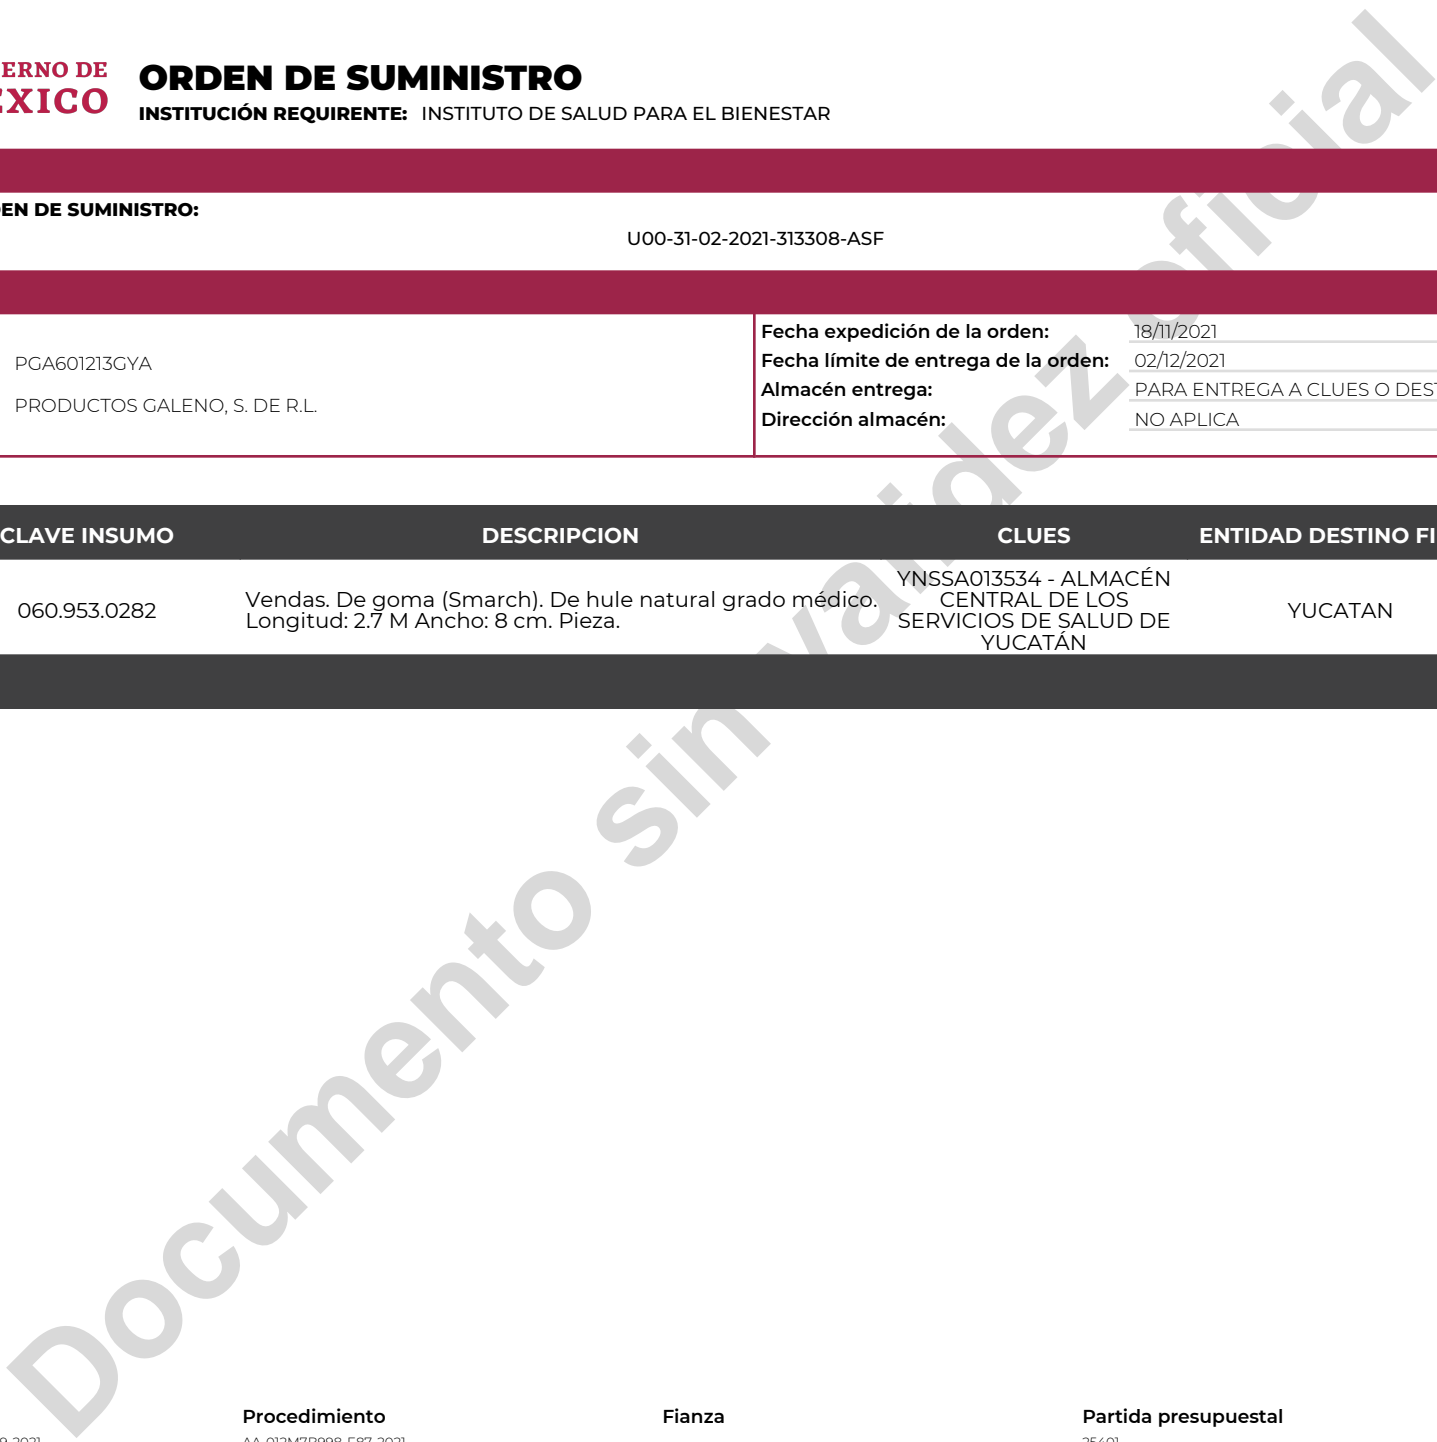 ERNO DE
ÉXICO
ORDEN DE SUMINISTRO
INSTITUCIÓN REQUIRENTE: INSTITUTO DE SALUD PARA EL BIENESTAR
EN DE SUMINISTRO:
U00-31-02-2021-313308-ASF
PGA601213GYA
PRODUCTOS GALENO, S. DE R.L.
Fecha expedición de la orden: 18/11/2021
Fecha límite de entrega de la orden: 02/12/2021
Almacén entrega: PARA ENTREGA A CLUES O DEST
Dirección almacén: NO APLICA
CLAVE INSUMO DESCRIPCION CLUES ENTIDAD DESTINO FI
060.953.0282
Vendas. De goma (Smarch). De hule natural grado médico.
Longitud: 2.7 M Ancho: 8 cm. Pieza.
YNSSA013534 - ALMACÉN
CENTRAL DE LOS
SERVICIOS DE SALUD DE
YUCATÁN
YUCATAN
Documento sin validez oficial
Procedimiento Fianza Partida presupuestal